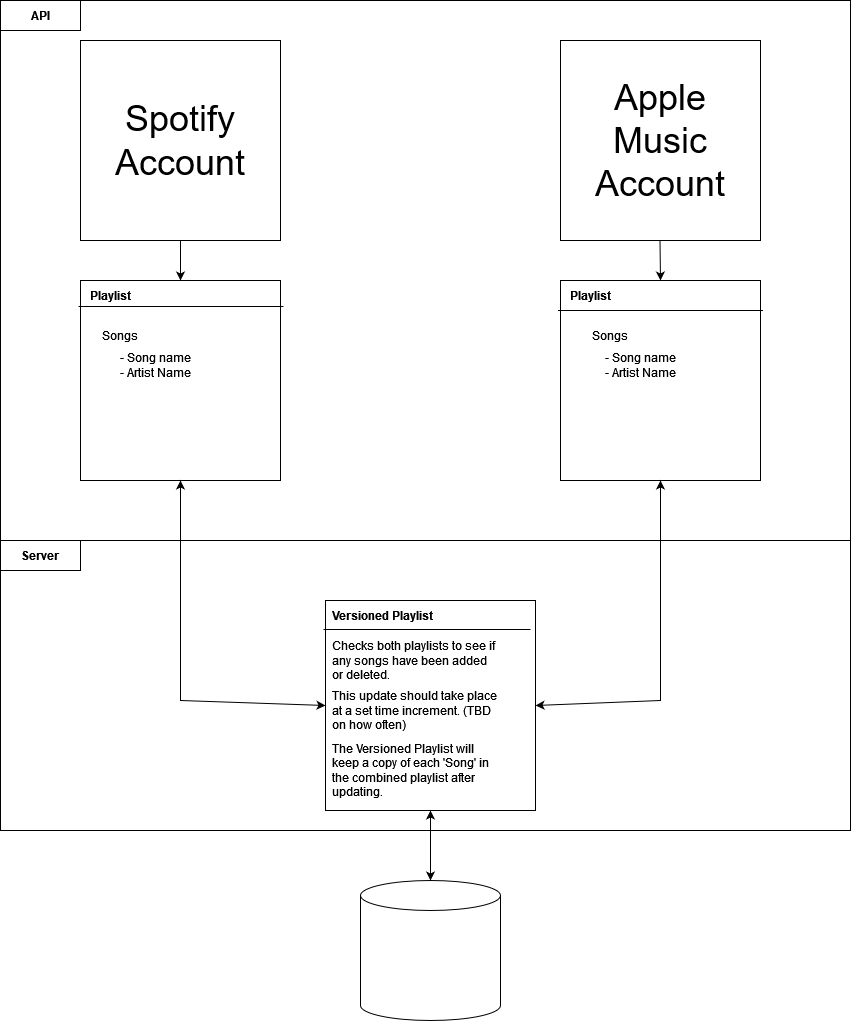 API
Spotify
Account
Apple
Music
Account
Playlist
Songs
- Song name
- Artist Name
Playlist
Songs
- Song name
- Artist Name
Server
Versioned Playlist
Checks both playlists to see if
any songs have been added
or deleted.
This update should take place
at a set time increment. (TBD
on how often)
The Versioned Playlist will
keep a copy of each 'Song' in
the combined playlist after
updating.